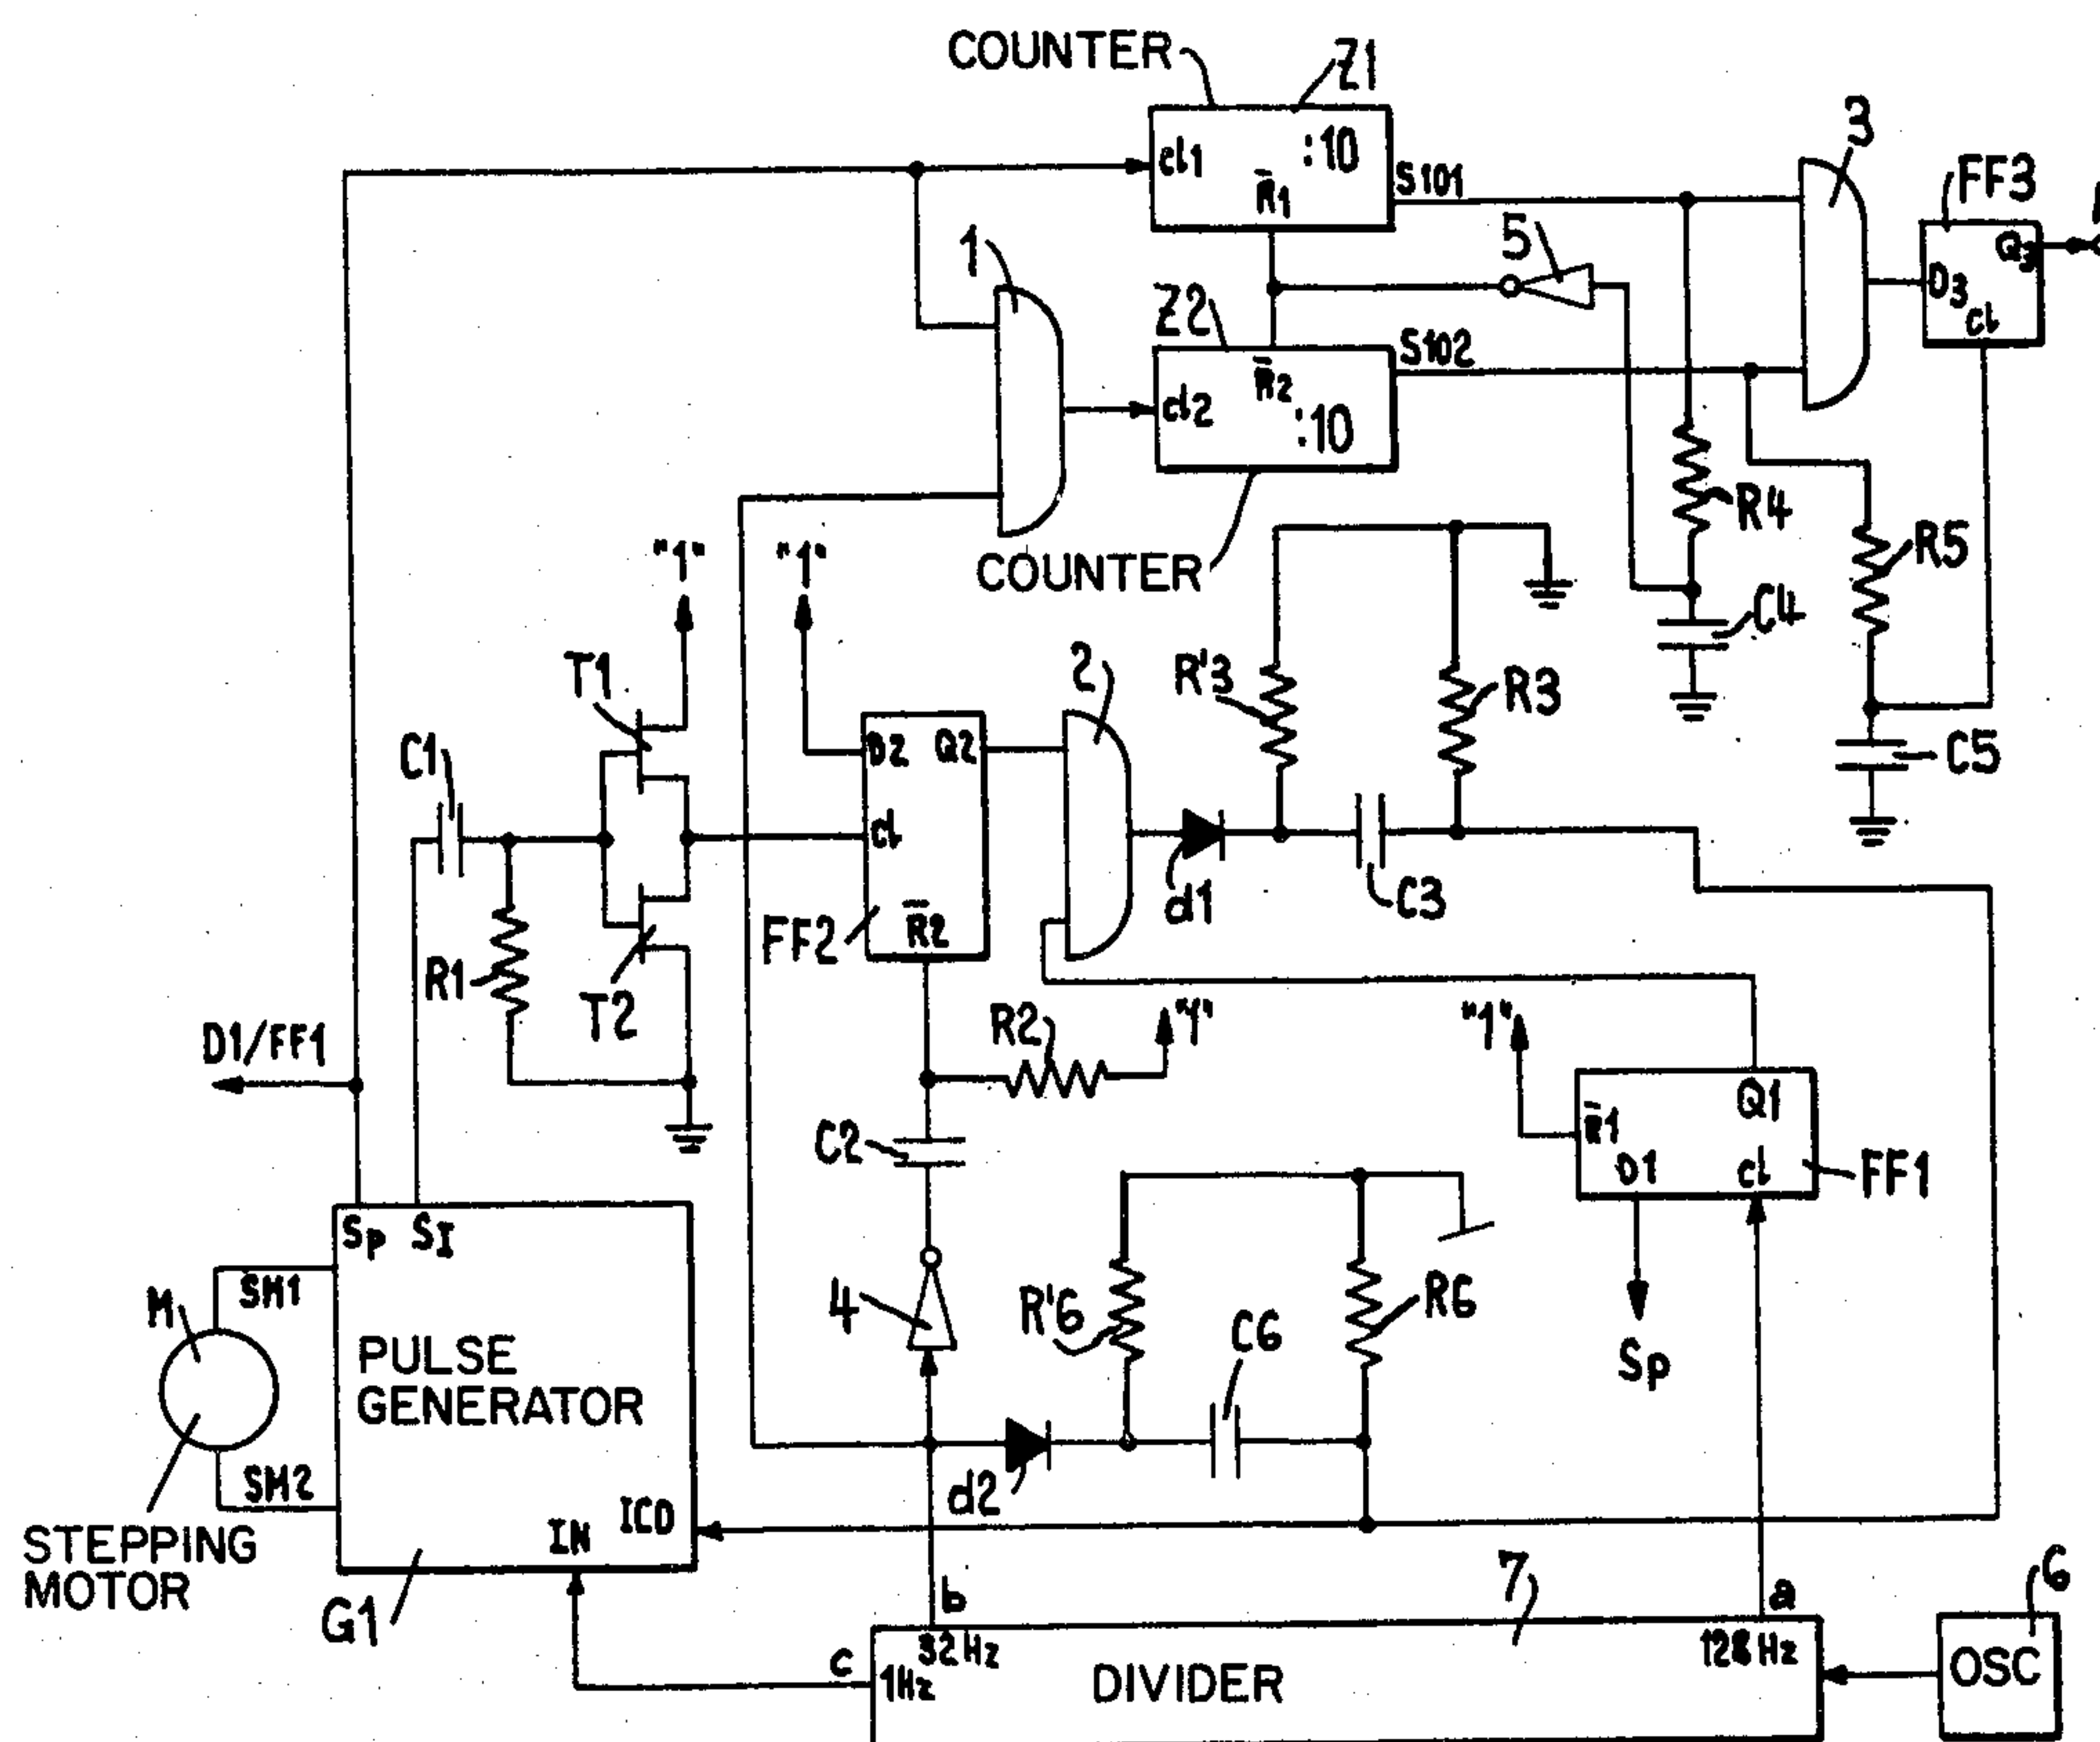 COUNTER
Z1
cl1
:10
R̄1
S101
3
FF3
Q3
D3
cl
1
5
Z2
S102
R̄2
cl2
:10
R4
"1"
"1"
COUNTER
R5
C4
T1
2
R'3
R3
C1
D2
Q2
C5
cl
d1
C3
FF2
R̄2
R1
T2
D1/FF1
R2
"1"
"1"
Q1
R̄1
C2
D1
cl
FF1
Sp
SI
SM1
M
4
R'6
C6
R6
PULSE
GENERATOR
Sp
SM2
d2
ICD
IN
STEPPING
MOTOR
G1
b
7
a
6
c
32Hz
1Hz
DIVIDER
128Hz
OSC